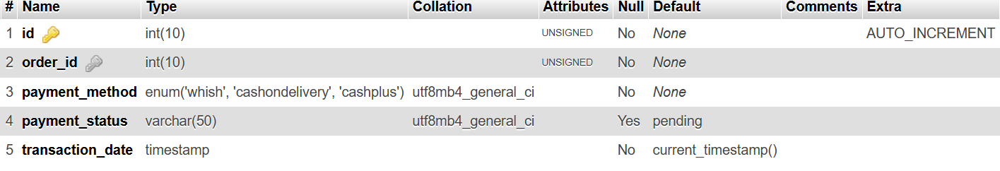 # Name Type Collation Attributes Null Default Comments Extra
1 id int(10) UNSIGNED No None AUTO_INCREMENT
2 order_id int(10) UNSIGNED No None
3 payment_method enum('whish', 'cashondelivery', 'cashplus') utf8mb4_general_ci No None
4 payment_status varchar(50) utf8mb4_general_ci Yes pending
5 transaction_date timestamp No current_timestamp()